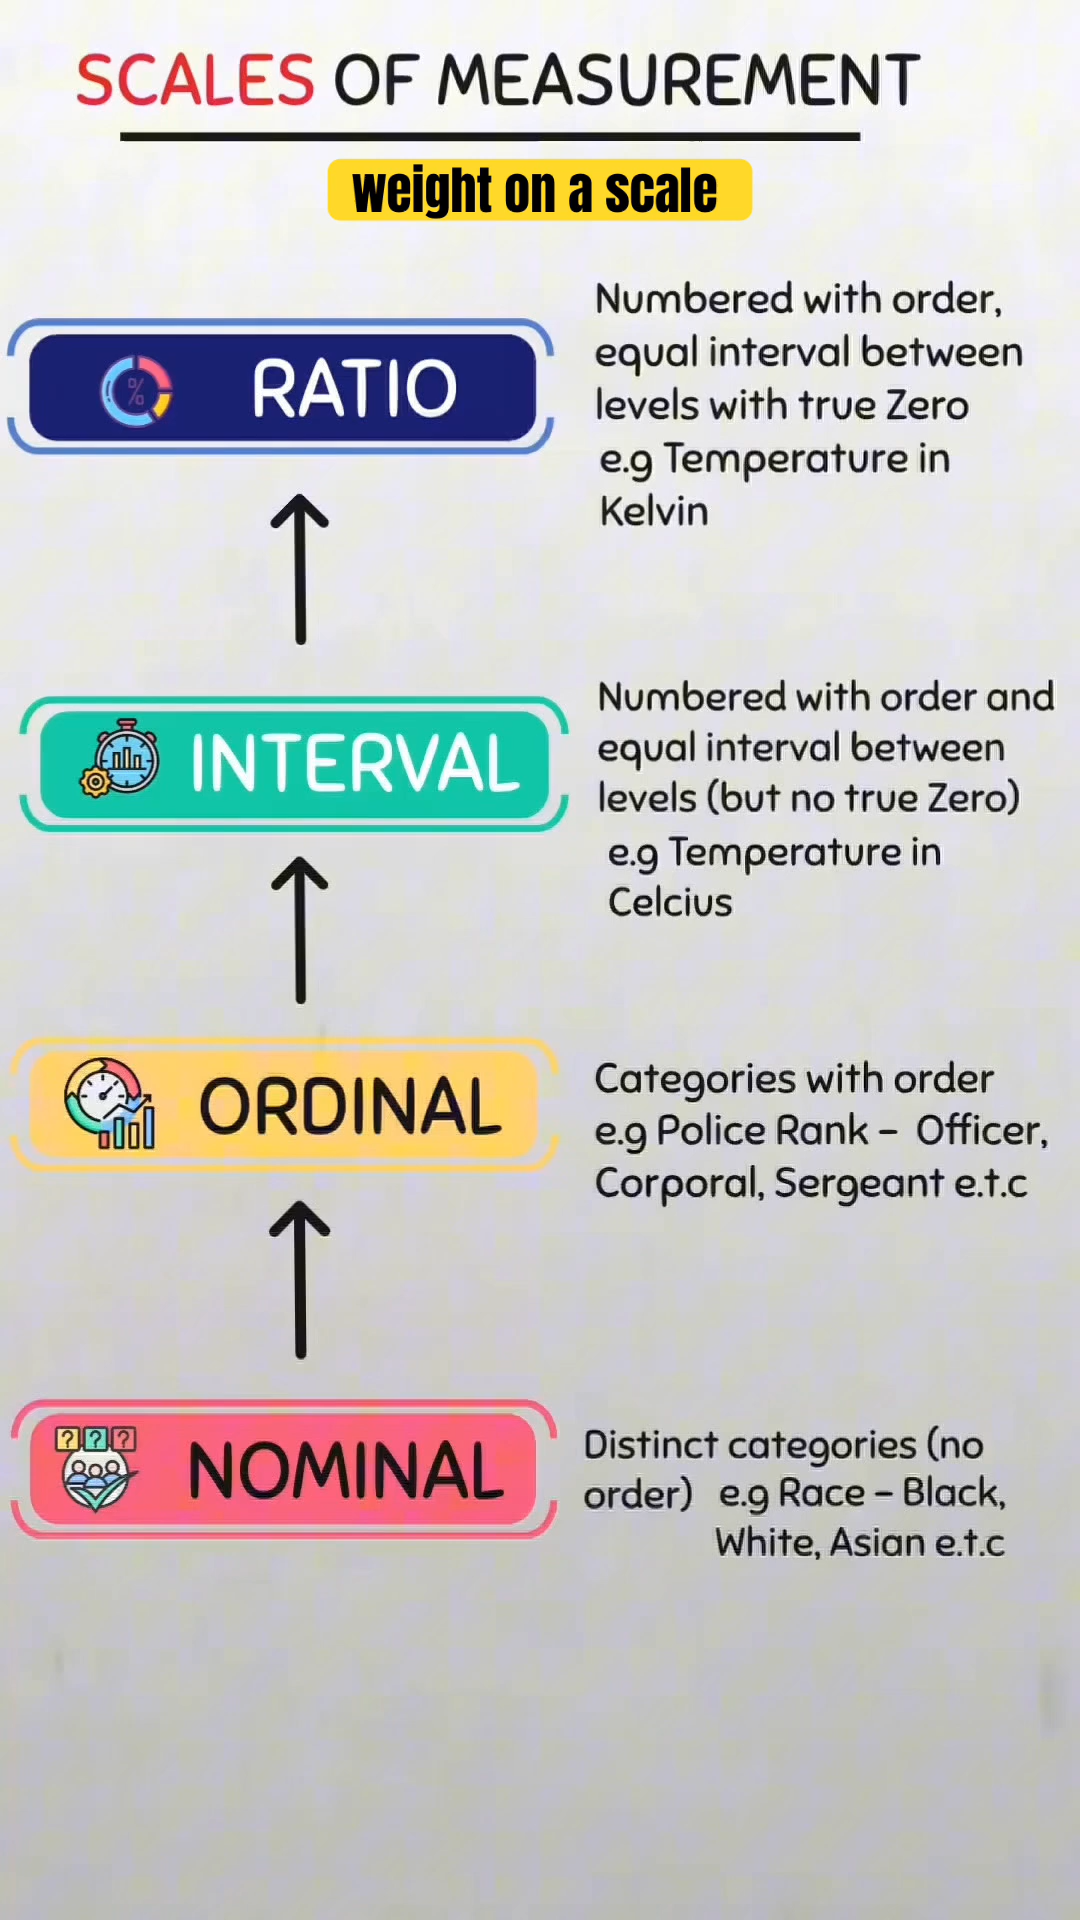 SCALES OF MEASUREMENT
weight on a scale
RATIO
Numbered with order,
equal interval between
levels with true Zero
e.g Temperature in
Kelvin
INTERVAL
Numbered with order and
equal interval between
levels (but no true Zero)
e.g Temperature in
Celcius
ORDINAL
Categories with order
e.g Police Rank – Officer,
Corporal, Sergeant e.t.c
NOMINAL
Distinct categories (no
order) e.g Race – Black,
White, Asian e.t.c